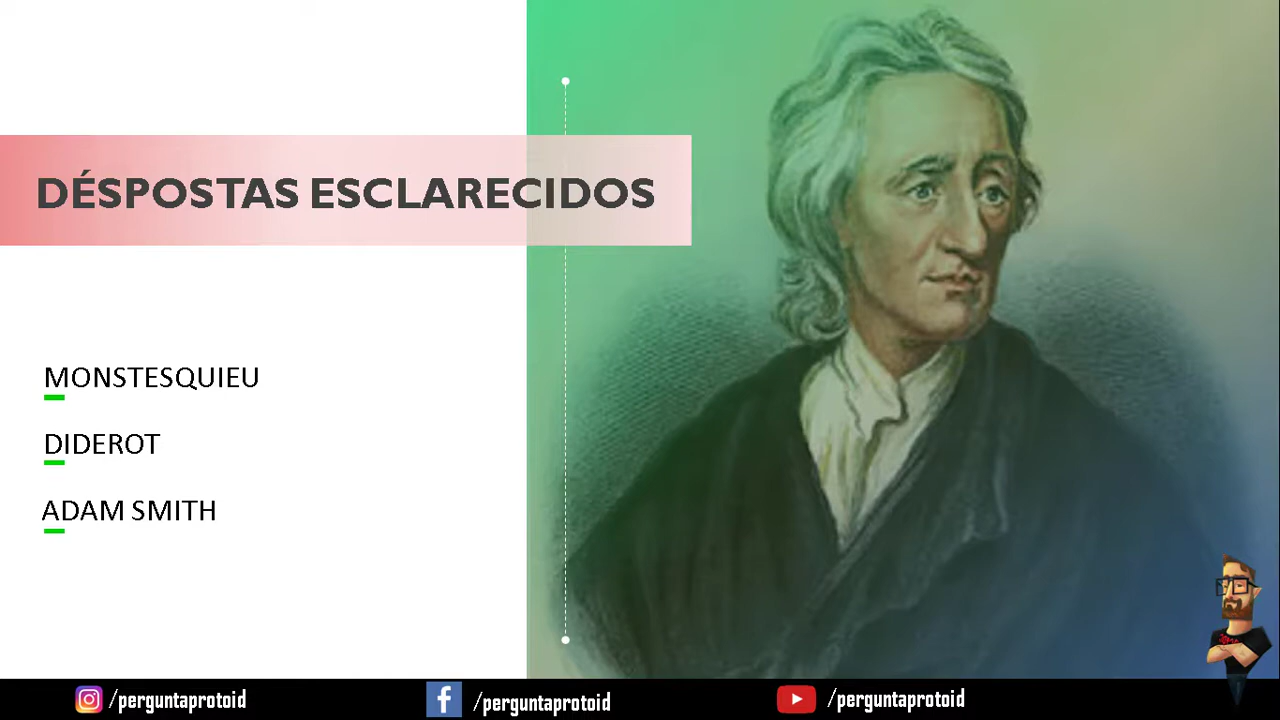 DÉSPOSTAS ESCLARECIDOS
MONSTESQUIEU
DIDEROT
ADAM SMITH
/perguntaprotoid
/perguntaprotoid
/perguntaprotoid